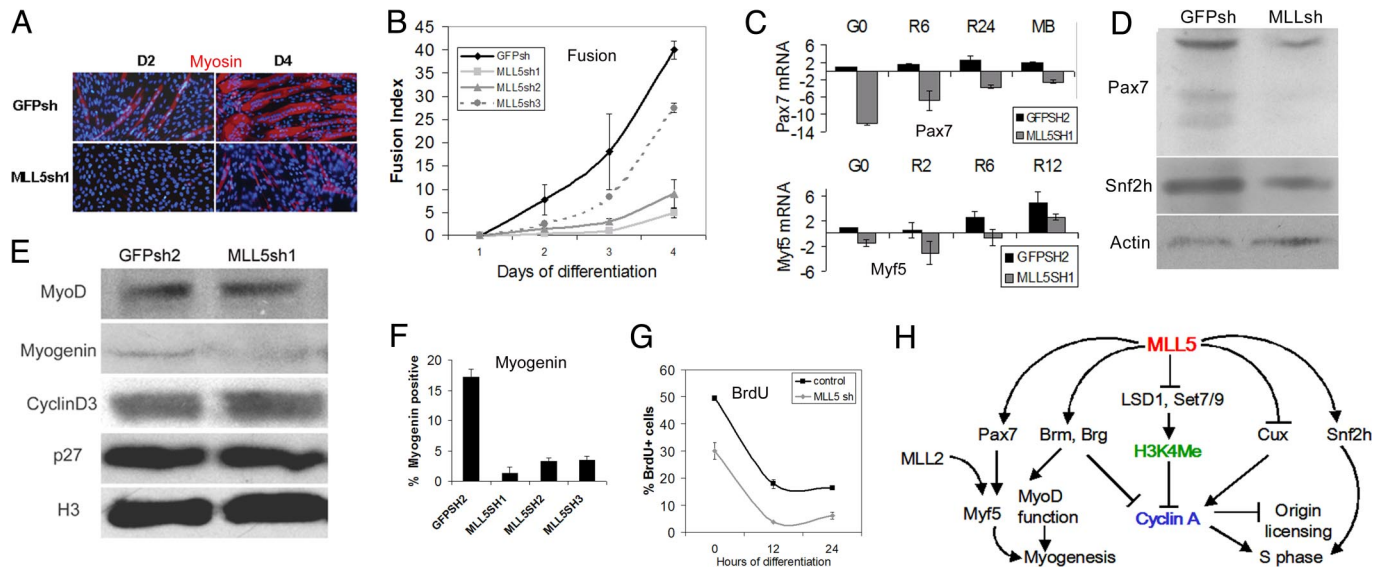 A
D2 Myosin D4
GFPsh
MLL5sh1
B
Fusion
GFPsh
MLL5sh1
MLL5sh2
MLL5sh3
Fusion Index
45
40
35
30
25
20
15
10
5
0
1 2 3 4
Days of differentiation
C
G0 R6 R24 MB
Pax7 mRNA
6
2
-2
-6
-10
-14
Pax7
GFPSH2
MLL5SH1
G0 R2 R6 R12
Myf5 mRNA
6
2
-2
-6
Myf5
GFPSH2
MLL5SH1
D
GFPsh MLLsh
Pax7
Snf2h
Actin
E
GFPsh2 MLL5sh1
MyoD
Myogenin
CyclinD3
p27
H3
F
Myogenin
% Myogenin positive
20
15
10
5
0
GFPSH2
MLL5SH1
MLL5SH2
MLL5SH3
G
BrdU
control
MLL5 sh
% BrdU+ cells
60
50
40
30
20
10
0
0 12 24
Hours of differentiation
H
MLL5
LSD1, Set7/9
Pax7 Brm, Brg H3K4Me Cux Snf2h
MLL2
Myf5 MyoD function Cyclin A Origin licensing
Myogenesis S phase